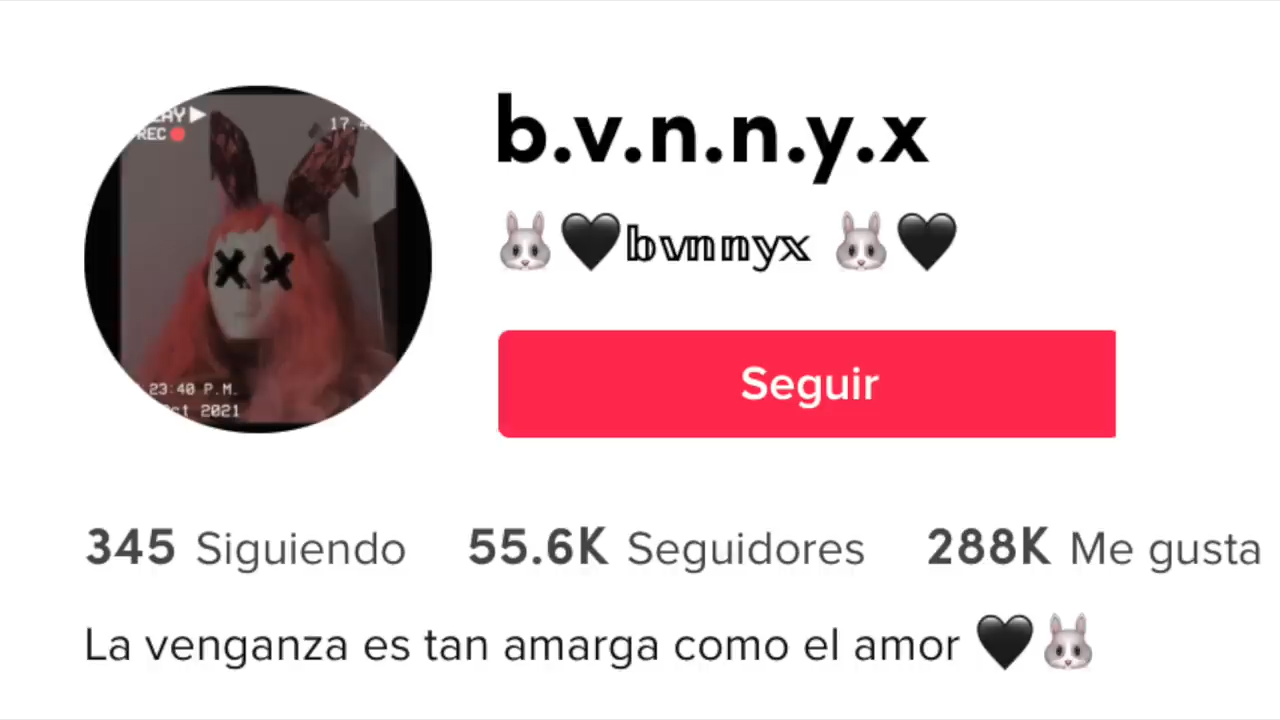 REC
17.4
b.v.n.n.y.x
🐰🖤𝕓𝕧𝕟𝕟𝕪𝕩 🐰🖤
Seguir
23:40 P.M.
2021
345 Siguiendo 55.6K Seguidores 288K Me gusta
La venganza es tan amarga como el amor 🖤🐰